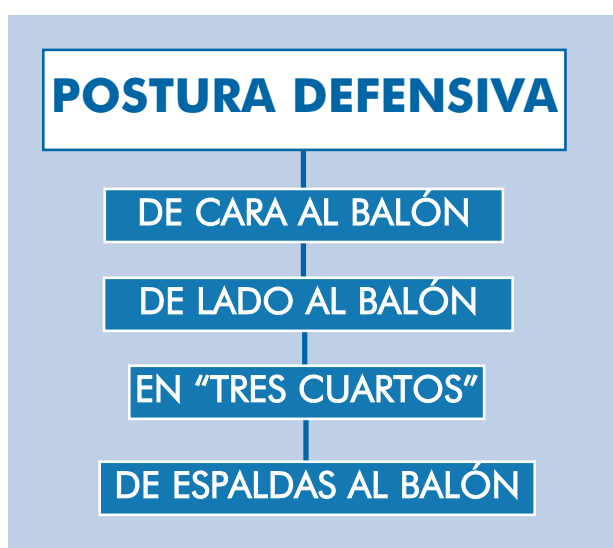 POSTURA DEFENSIVA
DE CARA AL BALÓN
DE LADO AL BALÓN
EN “TRES CUARTOS”
DE ESPALDAS AL BALÓN